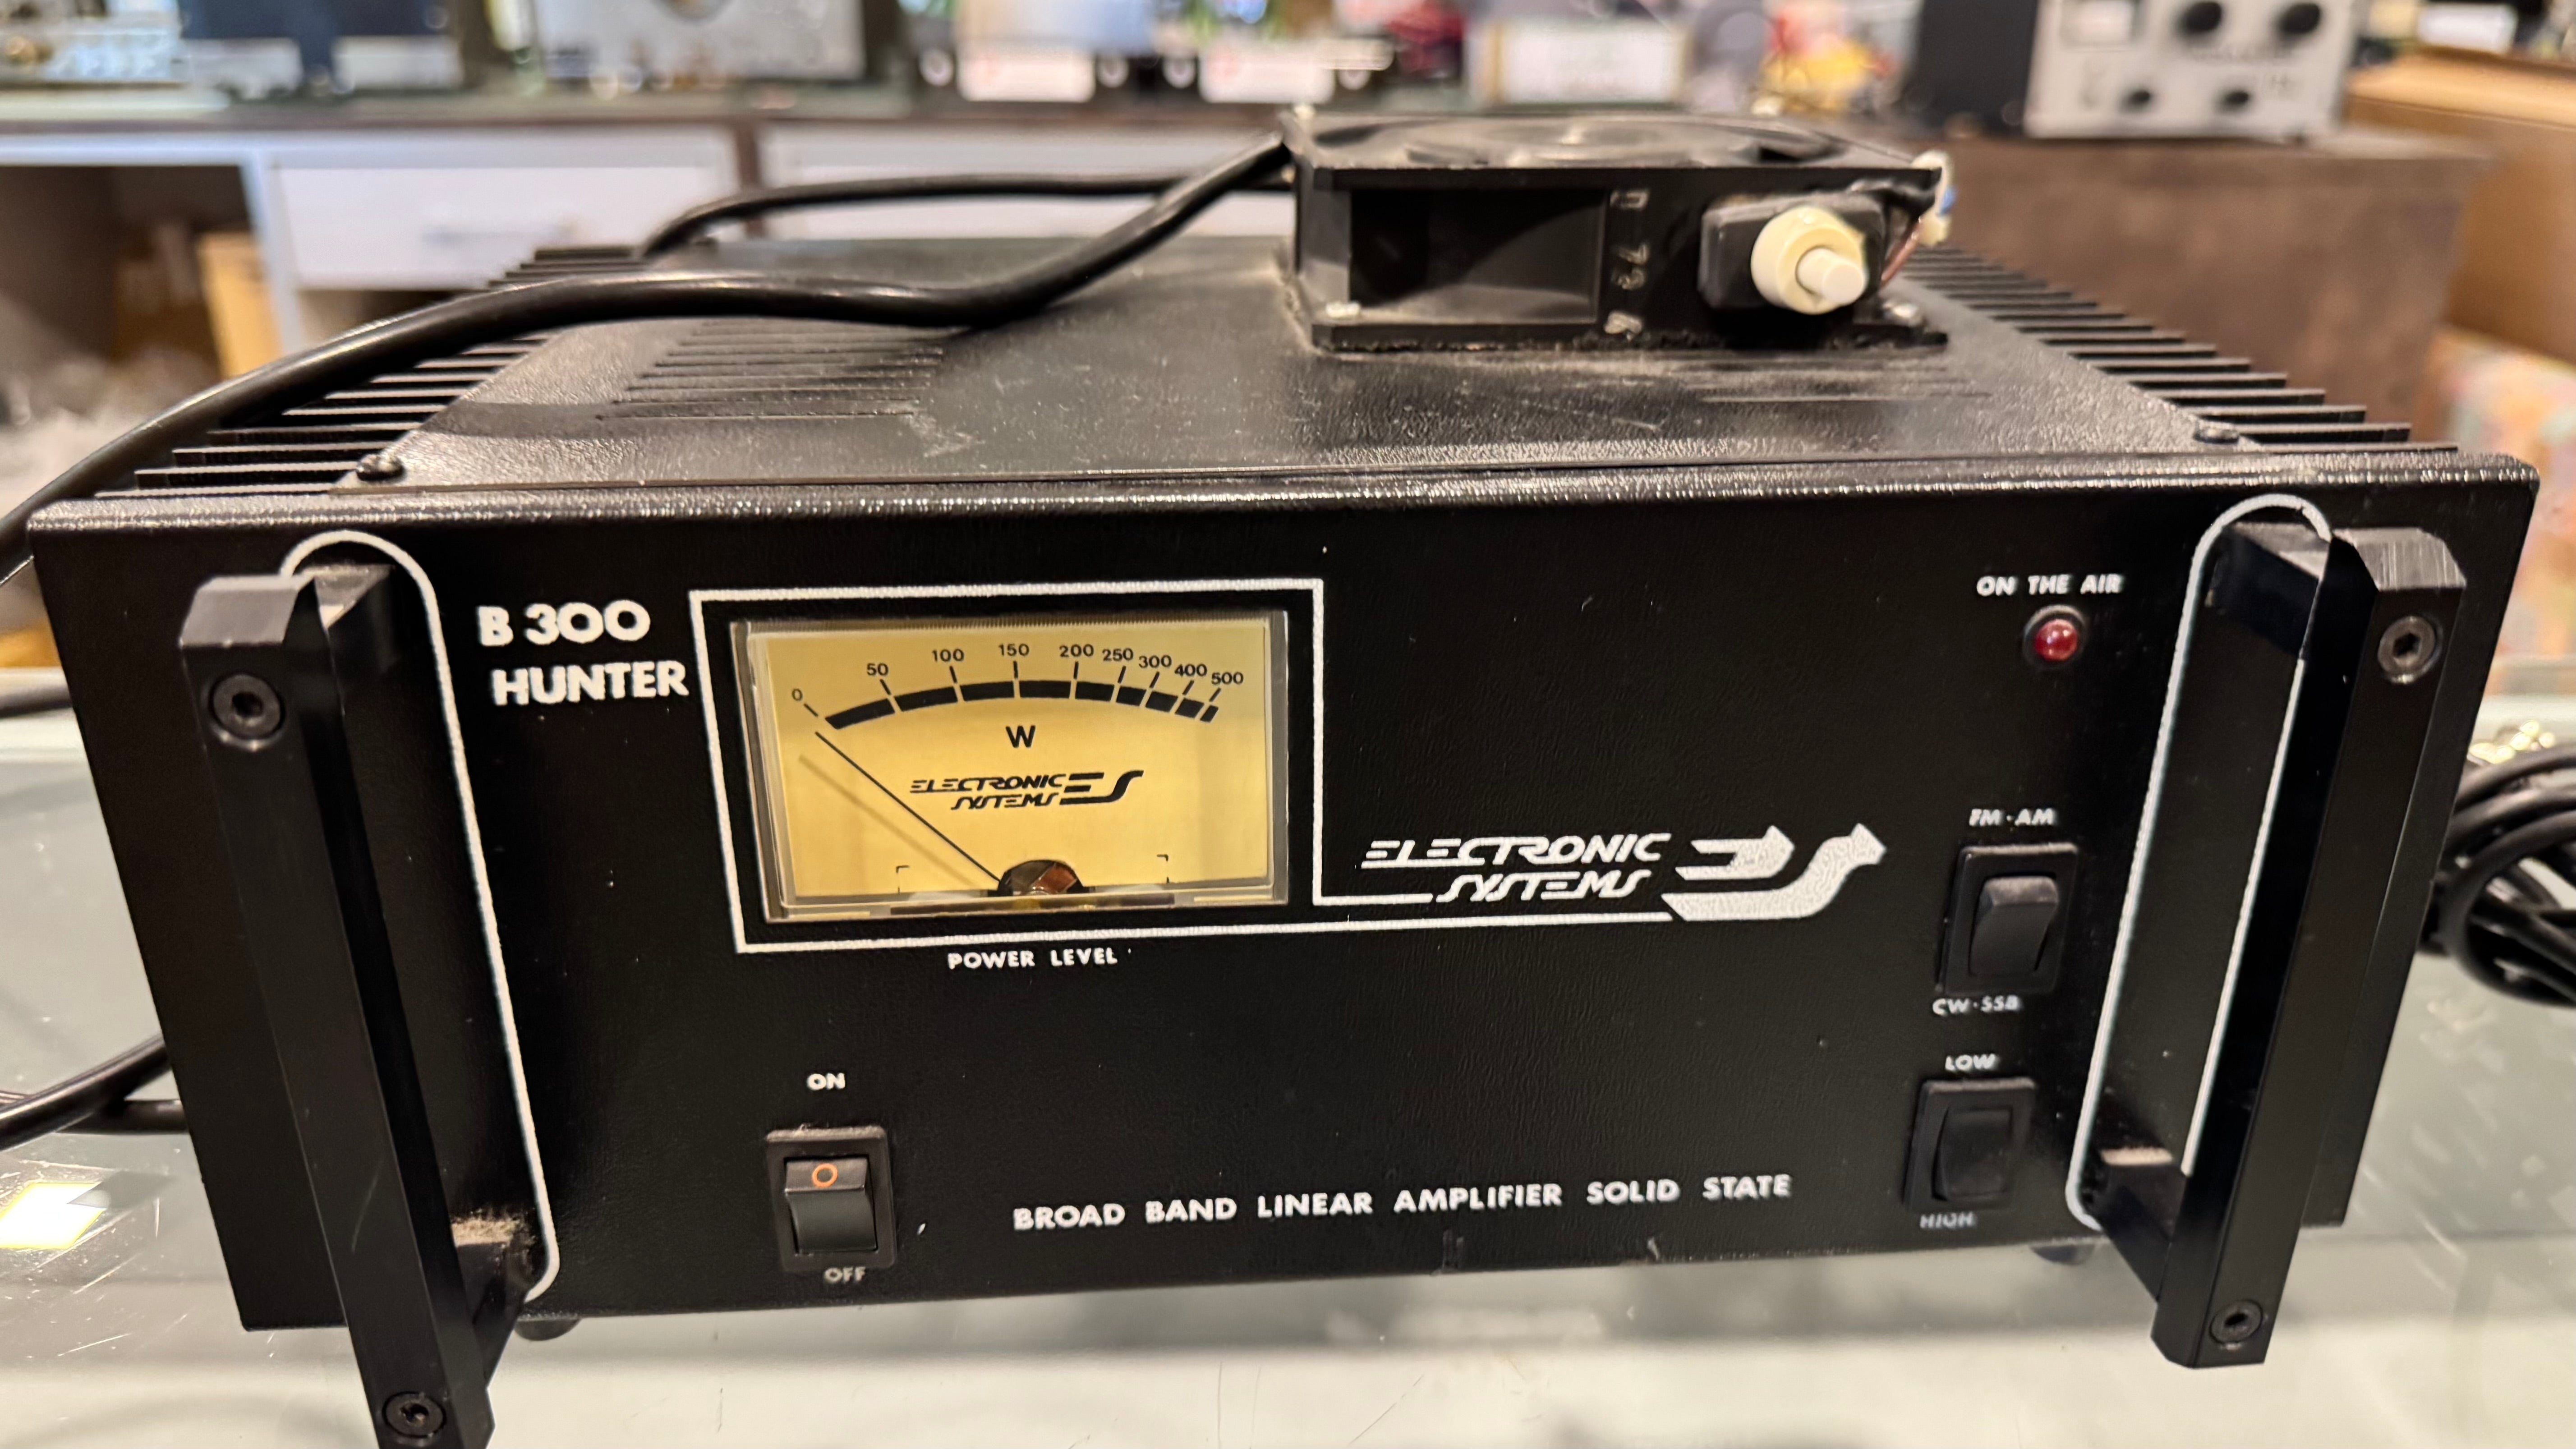 B 300
HUNTER
0 50 100 150 200 250 300 400 500
W
ELECTRONIC
SYSTEMS ES
POWER LEVEL
ELECTRONIC
SYSTEMS
ON THE AIR
FM·AM
CW·SSB
LOW
HIGH
ON
O
OFF
BROAD BAND LINEAR AMPLIFIER SOLID STATE